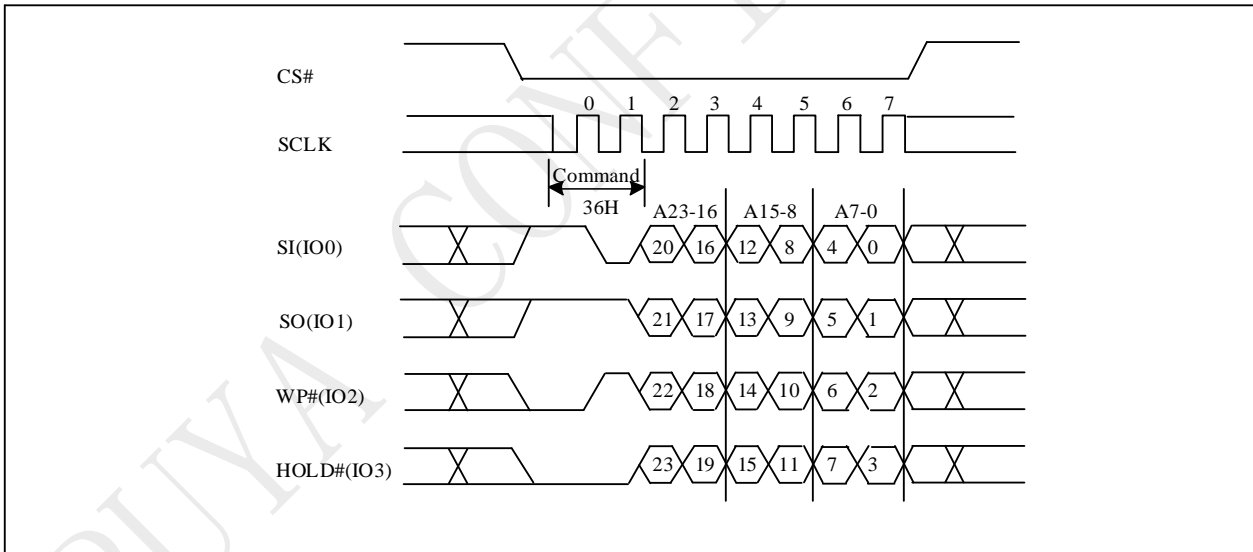 PUYA CONF
CS#
0 1 2 3 4 5 6 7
SCLK
Command
36H
A23-16 A15-8 A7-0
SI(IO0) 20 16 12 8 4 0
SO(IO1) 21 17 13 9 5 1
WP#(IO2) 22 18 14 10 6 2
HOLD#(IO3) 23 19 15 11 7 3